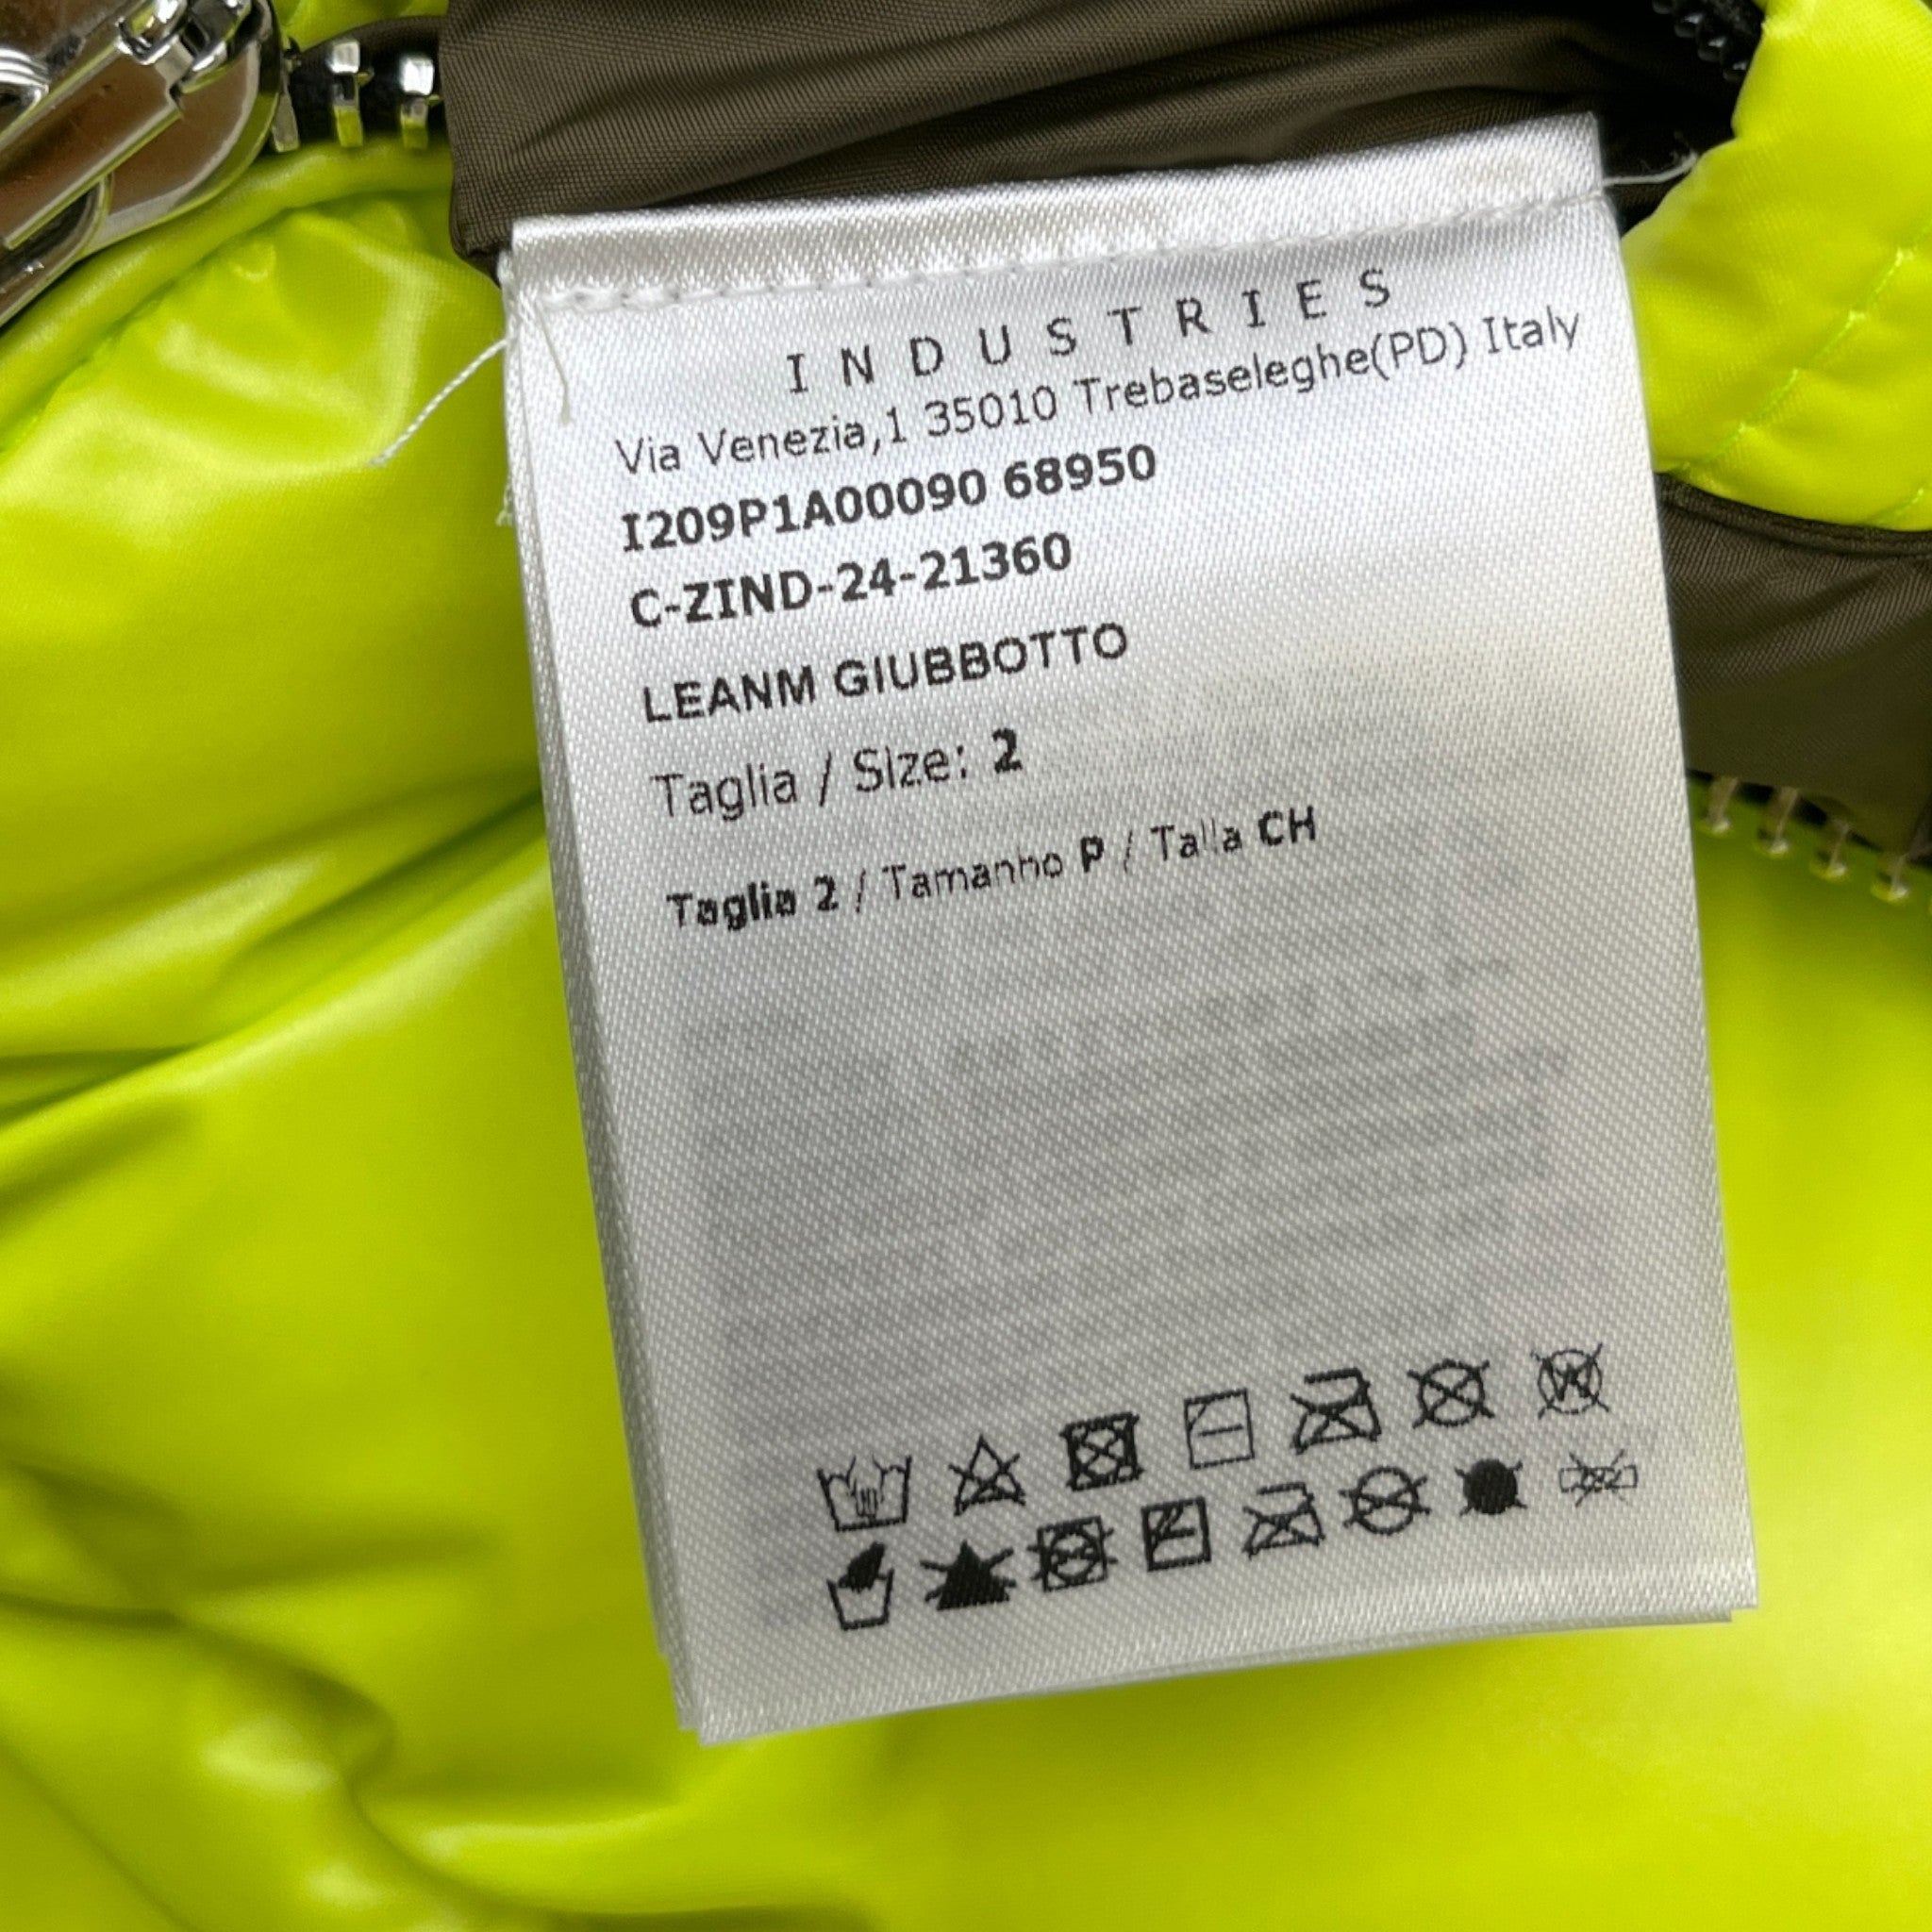 INDUSTRIES
Via Venezia,1 35010 Trebaseleghe(PD) Italy
I209P1A00090 68950
C-ZIND-24-21360
LEANM GIUBBOTTO
Taglia / SIze: 2
Taglia 2 / Tamanho P / Talla CH